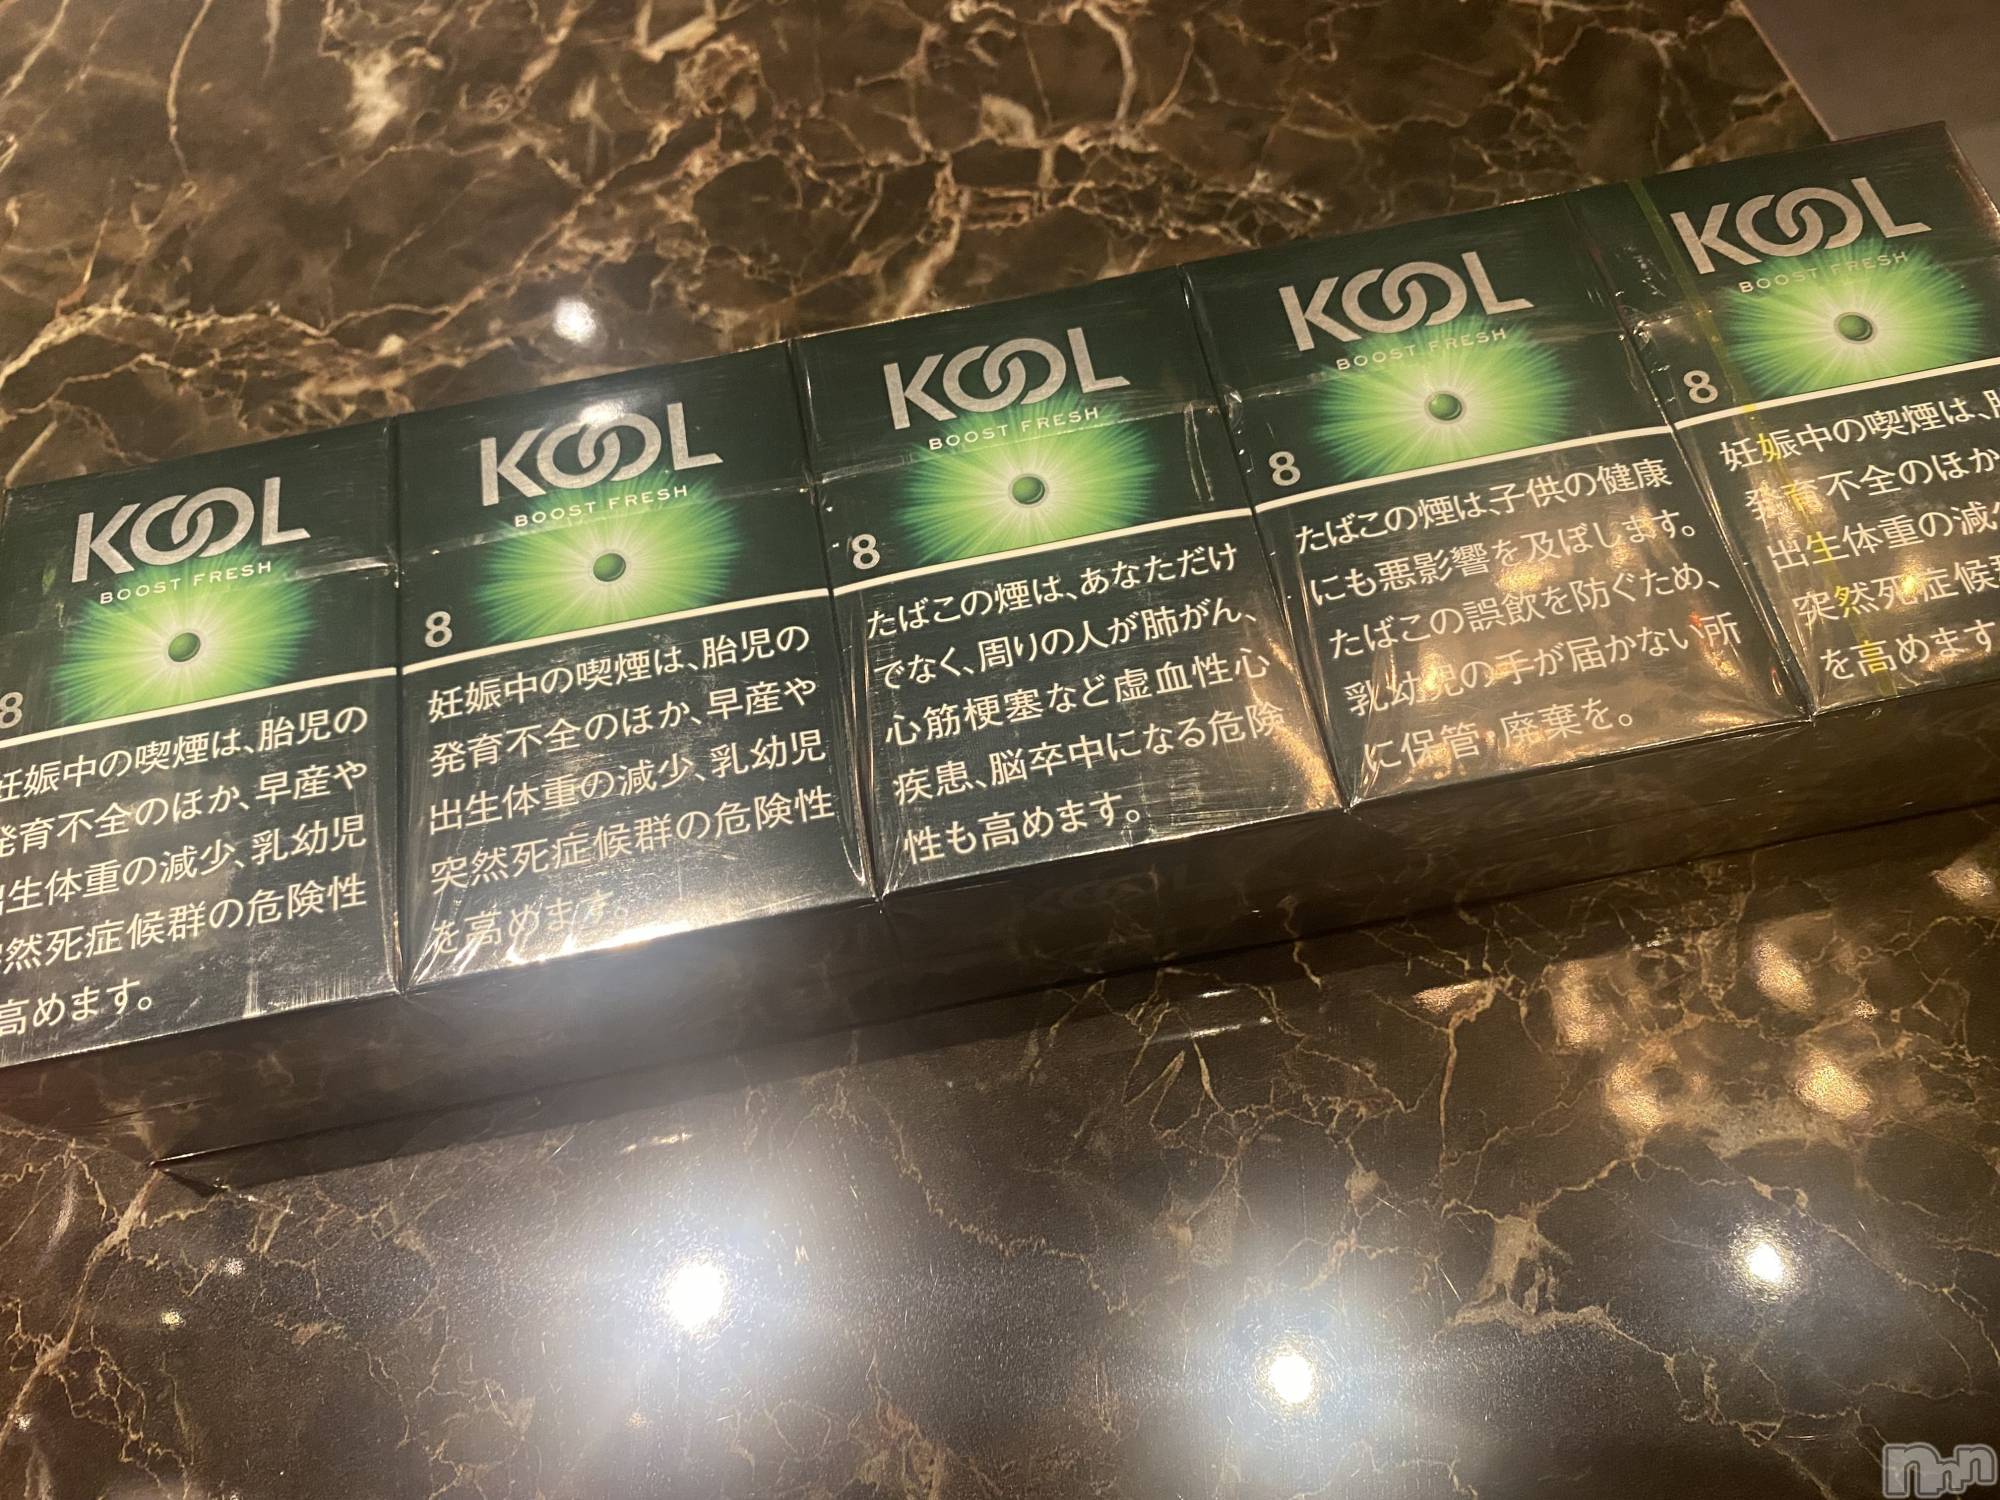 KOOL
BOOST FRESH
8
妊娠中の喫煙は、胎児の
発育不全のほか、早産や
出生体重の減少、乳幼児
突然死症候群の危険性
高めます。
KOOL
BOOST FRESH
8
妊娠中の喫煙は、胎児の
発育不全のほか、早産や
出生体重の減少、乳幼児
突然死症候群の危険性
を高めます。
KOOL
BOOST FRESH
8
たばこの煙は、あなただけ
でなく、周りの人が肺がん、
心筋梗塞など虚血性心
疾患、脳卒中になる危険
性も高めます。
KOOL
BOOST FRESH
8
たばこの煙は、子供の健康
にも悪影響を及ぼします。
たばこの誤飲を防ぐため、
乳幼児の手が届かない所
に保管・廃棄を。
KOOL
BOOST FRESH
8
妊娠中の喫煙は、
発育不全のほか
出生体重の減
突然死症候
を高めます
nnn